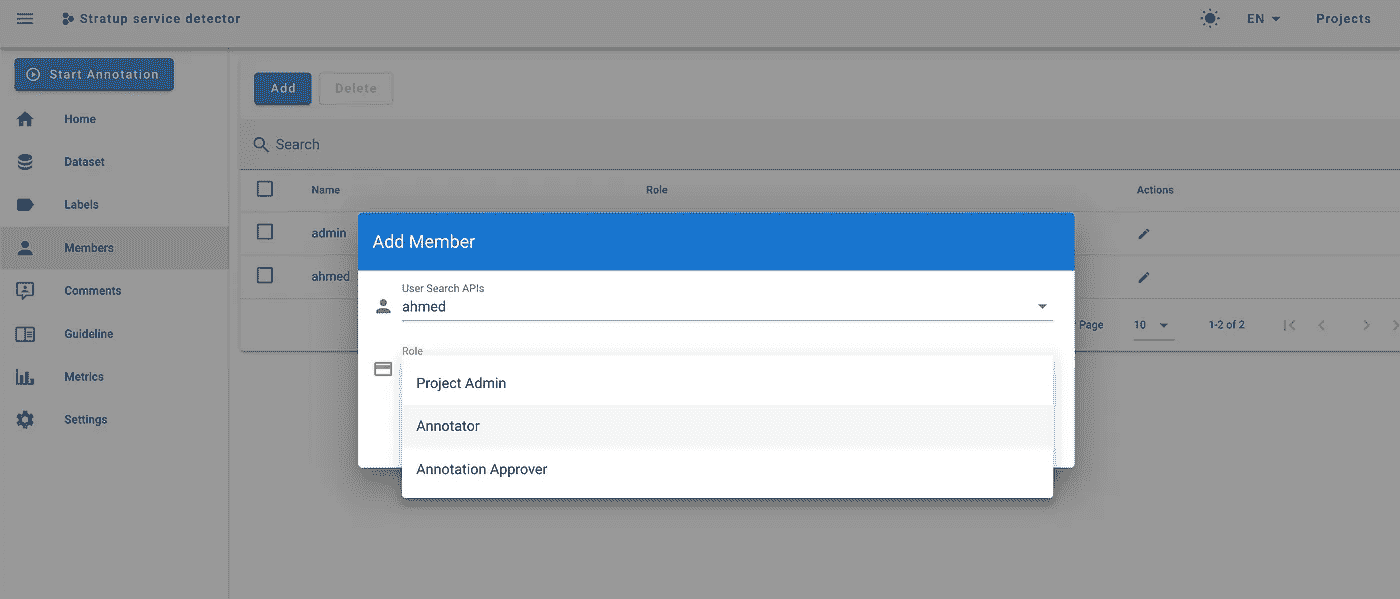 Stratup service detector
EN
Projects
Start Annotation
Home
Dataset
Labels
Members
Comments
Guideline
Metrics
Settings
Add
Delete
Search
Name Role Actions
admin
ahmed
Page 10 1-2 of 2
Add Member
User Search APIs
ahmed
Role
Project Admin
Annotator
Annotation Approver